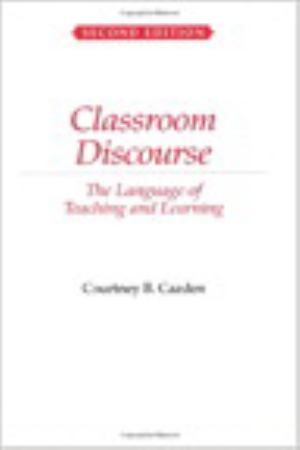 SECOND EDITION
Classroom
Discourse
The Language of
Teaching and Learning
Courtney B. Cazden